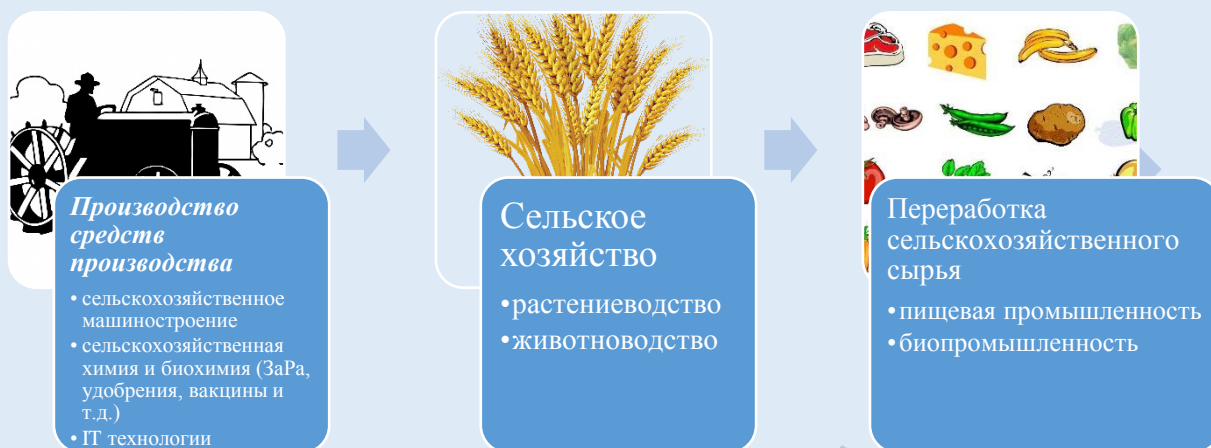 Производство
средств
производства
• сельскохозяйственное
машиностроение
• сельскохозяйственная
химия и биохимия (ЗаРа,
удобрения, вакцины и
т.д.)
• IT технологии
Сельское
хозяйство
•растениеводство
•животноводство
Переработка
сельскохозяйственного
сырья
•пищевая промышленность
•биопромышленность